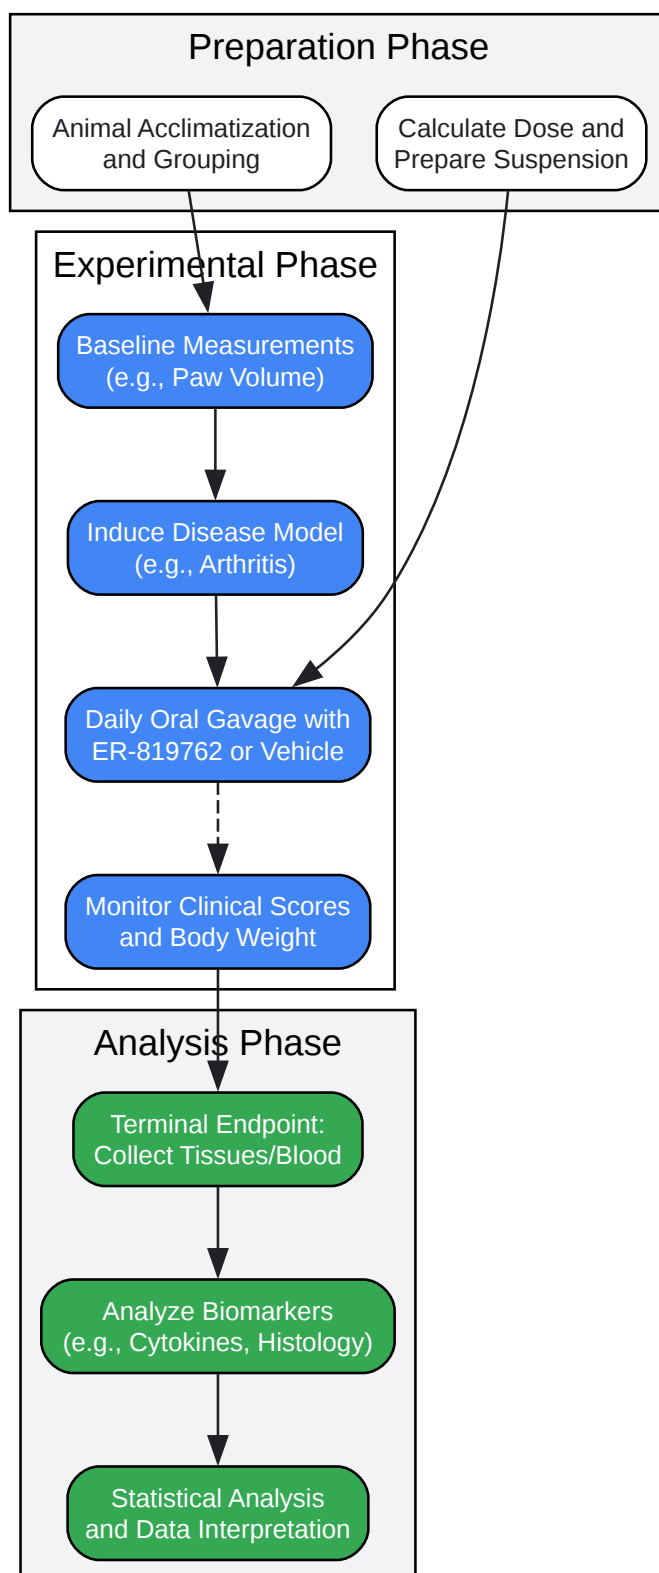 Preparation Phase
Animal Acclimatization
and Grouping
Calculate Dose and
Prepare Suspension
Experimental Phase
Baseline Measurements
(e.g., Paw Volume)
Induce Disease Model
(e.g., Arthritis)
Daily Oral Gavage with
ER-819762 or Vehicle
Monitor Clinical Scores
and Body Weight
Analysis Phase
Terminal Endpoint:
Collect Tissues/Blood
Analyze Biomarkers
(e.g., Cytokines, Histology)
Statistical Analysis
and Data Interpretation